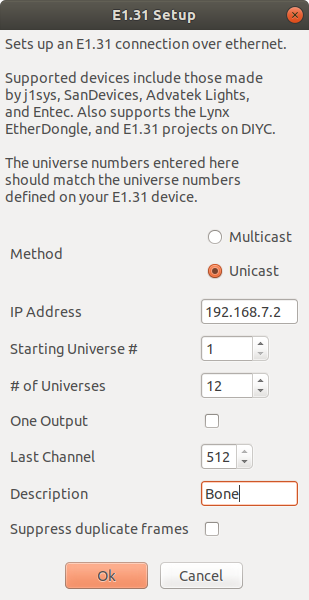 E1.31 Setup
Sets up an E1.31 connection over ethernet.
Supported devices include those made
by j1sys, SanDevices, Advatek Lights,
and Entec. Also supports the Lynx
EtherDongle, and E1.31 projects on DIYC.
The universe numbers entered here
should match the universe numbers
defined on your E1.31 device.
Multicast
Method
Unicast
IP Address 192.168.7.2
Starting Universe # 1
# of Universes 12
One Output
Last Channel 512
Description Bone
Suppress duplicate frames
Ok Cancel